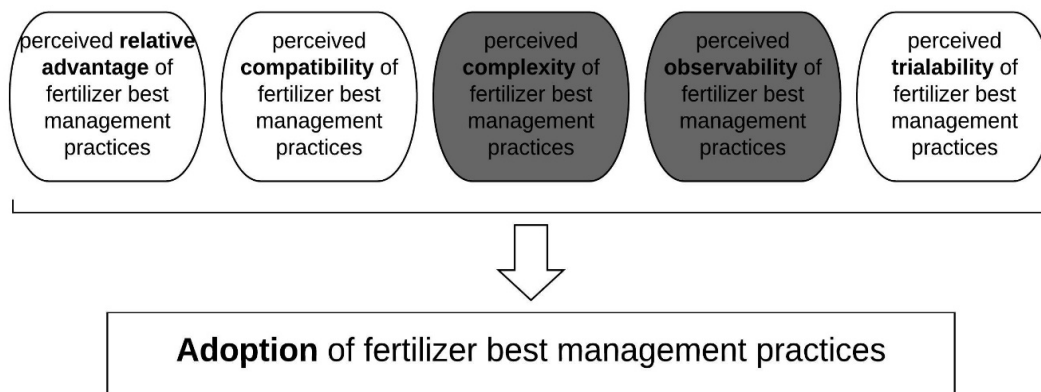 perceived relative
advantage of
fertilizer best
management
practices
perceived
compatibility of
fertilizer best
management
practices
perceived
complexity of
fertilizer best
management
practices
perceived
observability of
fertilizer best
management
practices
perceived
trialability of
fertilizer best
management
practices
Adoption of fertilizer best management practices